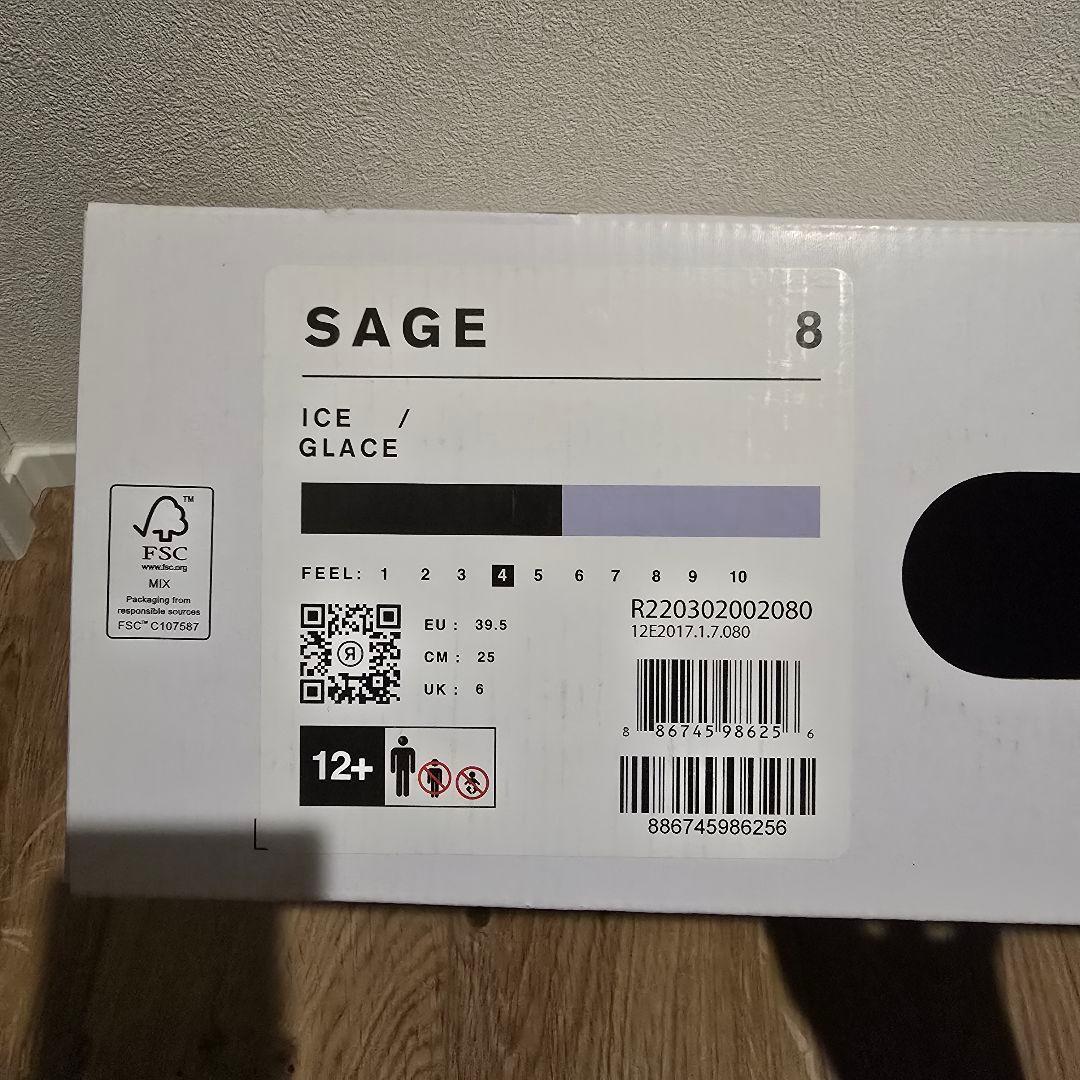 SAGE 8
ICE /
GLACE
FEEL: 1 2 3 4 5 6 7 8 9 10
R220302002080
12E2017.1.7.080
EU : 39.5
CM : 25
UK : 6
8 86745 98625 6
886745986256
12+
TM
FSC
www.fsc.org
MIX
Packaging from
responsible sources
FSC™ C107587